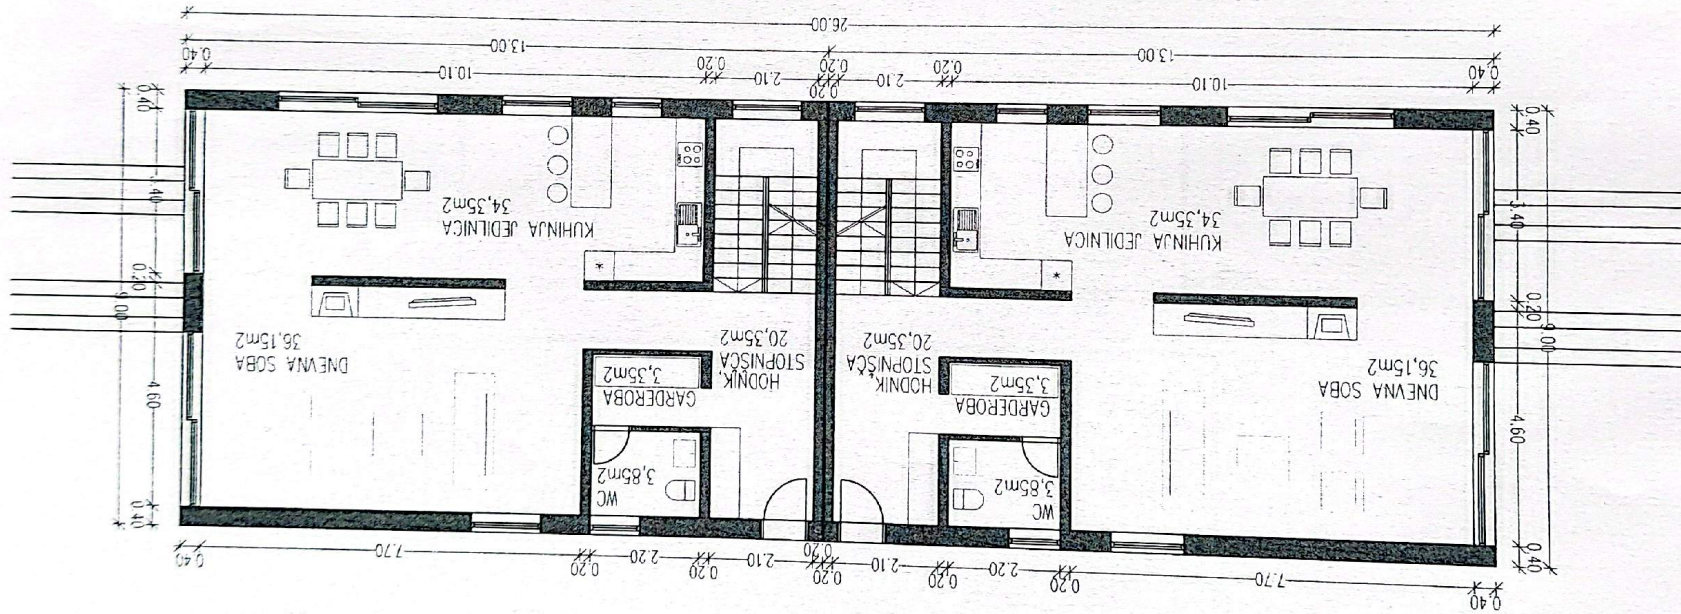 0.40
7.70
0.20
2.20
0.20
2.10
0.20
0.20
0.20
2.10
0.20
2.20
0.20
7.70
0.40
WC
3,85m2
WC
3,85m2
GARDEROBA
3,35m2
GARDEROBA
3,35m2
DNEVNA SOBA
36,15m2
HODNIK,
STOPNIŠČA
20,35m2
HODNIK,
STOPNIŠČA
20,35m2
DNEVNA SOBA
36,15m2
KUHINJA JEDILNICA
34,35m2
KUHINJA JEDILNICA
34,35m2
0.40
4.60
0.20
3.40
0.40
9.00
0.40
0.40
4.60
0.20
3.40
0.40
9.00
0.40
10.10
0.20
2.10
0.20
0.20
2.10
0.20
10.10
0.40
13.00
13.00
26.00